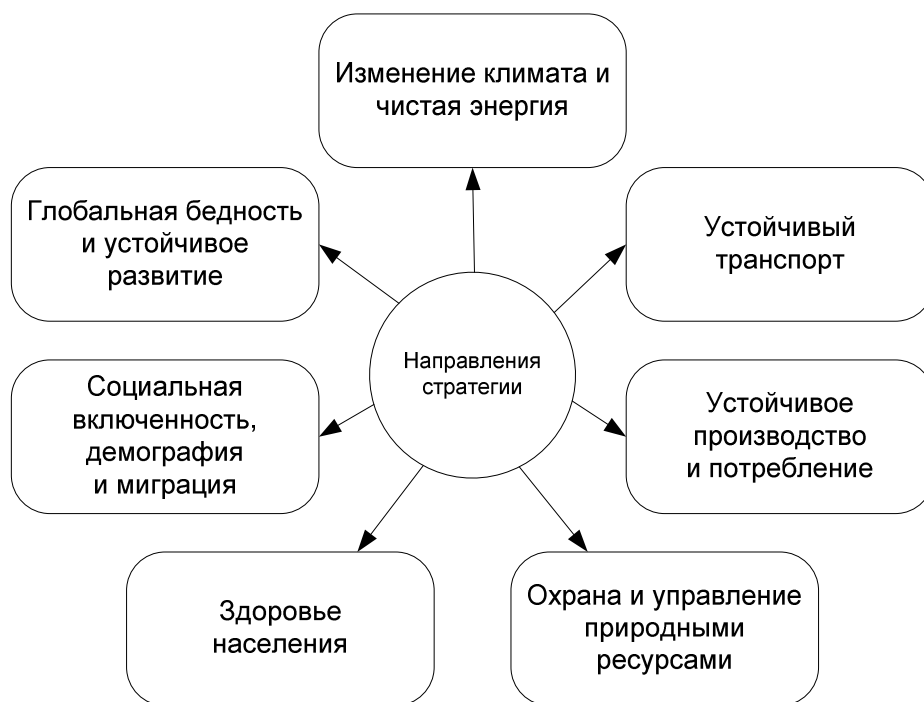 Изменение климата и
чистая энергия
Глобальная бедность
и устойчивое
развитие
Устойчивый
транспорт
Направления
стратегии
Социальная
включенность,
демография
и миграция
Устойчивое
производство
и потребление
Здоровье
населения
Охрана и управление
природными
ресурсами